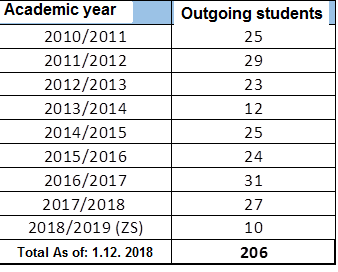 Academic year Outgoing students
2010/2011 25
2011/2012 29
2012/2013 23
2013/2014 12
2014/2015 25
2015/2016 24
2016/2017 31
2017/2018 27
2018/2019 (ZS) 10
Total As of: 1.12. 2018 206